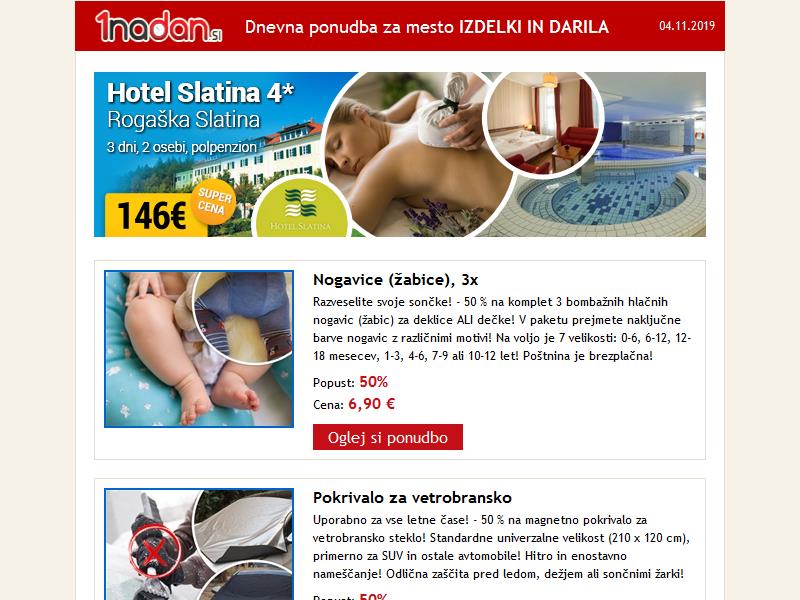 1nadan.si
Dnevna ponudba za mesto IZDELKI IN DARILA
04.11.2019
Hotel Slatina 4*
Rogaška Slatina
3 dni, 2 osebi, polpenzion
146€
SUPER
CENA
HOTEL SLATINA
Nogavice (žabice), 3x
Razveselite svoje sončke! - 50 % na komplet 3 bombažnih hlačnih
nogavic (žabic) za deklice ALI dečke! V paketu prejmete naključne
barve nogavic z različnimi motivi! Na voljo je 7 velikosti: 0-6, 6-12, 12-
18 mesecev, 1-3, 4-6, 7-9 ali 10-12 let! Poštnina je brezplačna!
Popust: 50%
Cena: 6,90 €
Oglej si ponudbo
Pokrivalo za vetrobransko
Uporabno za vse letne čase! - 50 % na magnetno pokrivalo za
vetrobransko steklo! Standardne univerzalne velikost (210 x 120 cm),
primerno za SUV in ostale avtomobile! Hitro in enostavno
nameščanje! Odlična zaščita pred ledom, dežjem ali sončnimi žarki!
Popust: 50%